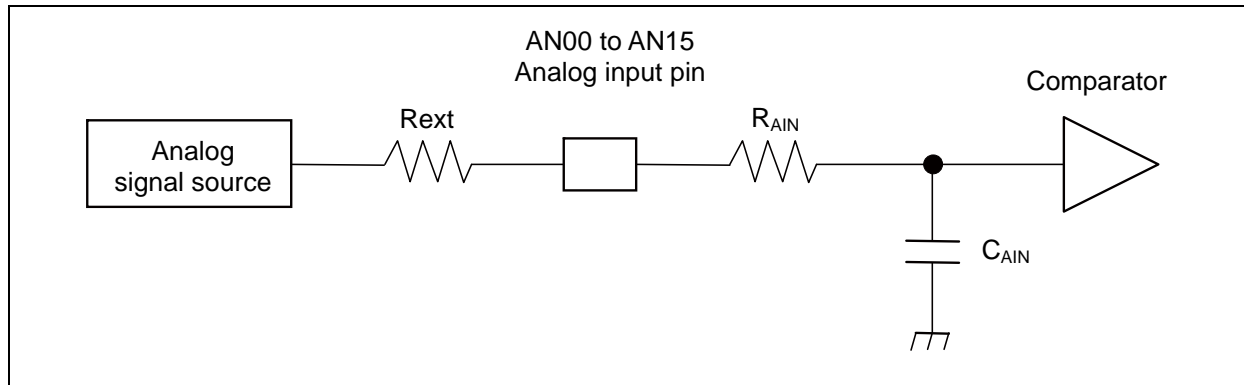 AN00 to AN15
Analog input pin
Comparator
Rext
RAIN
Analog
signal source
CAIN